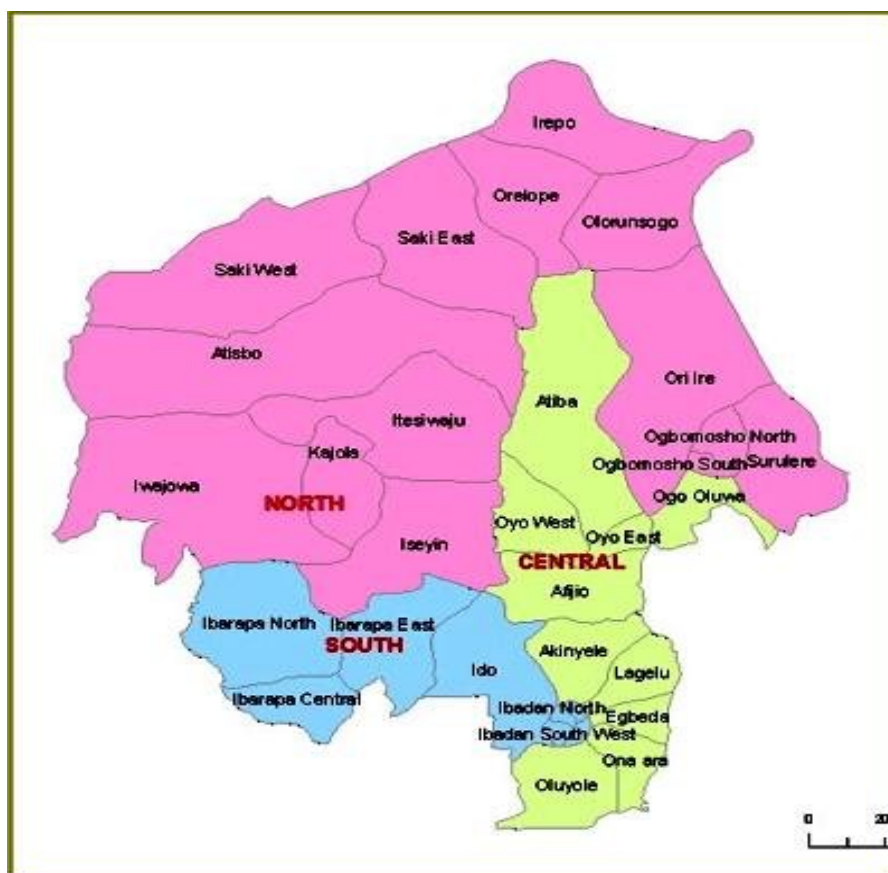 Irepo
Orelope
Olorunsogo
Saki East
Saki West
Atisbo
Ori Ire
Atiba
Itesiwaju
Ogbomosho North
Kajola
Ogbomosho South
Surulere
Iwajowa
Ogo Oluwa
NORTH
Oyo West
Oyo East
Iseyin
CENTRAL
Afijio
Ibarapa North
Ibarapa East
SOUTH
Akinyele
Ido
Lagelu
Ibarapa Central
Ibadan North
Egbeda
Ibadan South West
Ona ara
Oluyole
0
20